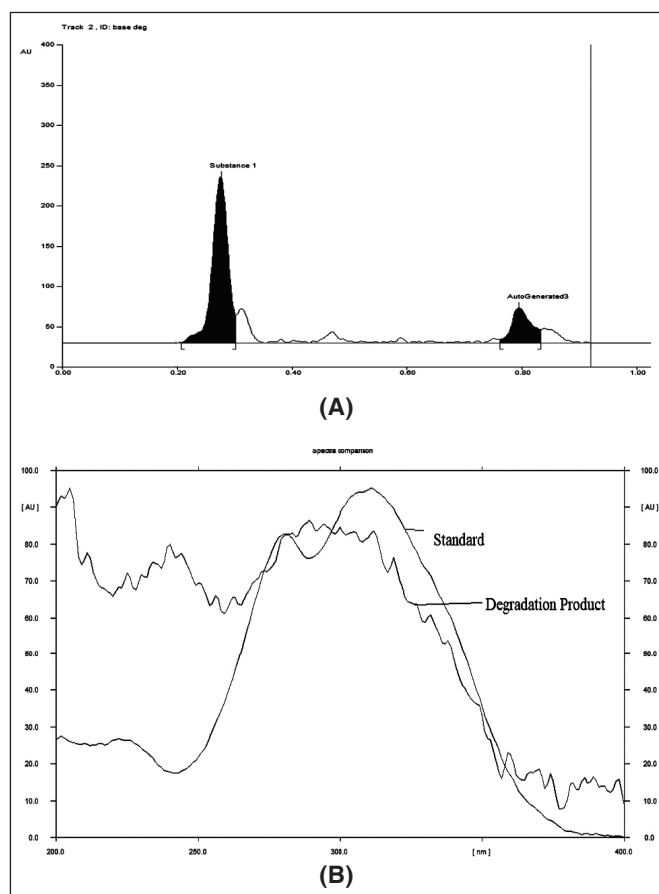 Track 2 , ID: base deg
AU
400
350
300
250
200
150
100
50
0
Substance 1
AutoGenerated3
0.00 0.20 0.40 0.60 0.80 1.00
(A)
Spectra comparison
100.0 100.0
[ AU ] [ AU ]
90.0 90.0
80.0 80.0
Standard
70.0 70.0
Degradation Product
60.0 60.0
50.0 50.0
40.0 40.0
30.0 30.0
20.0 20.0
10.0 10.0
0.0 0.0
200.0 250.0 300.0 [ nm ] 400.0
(B)